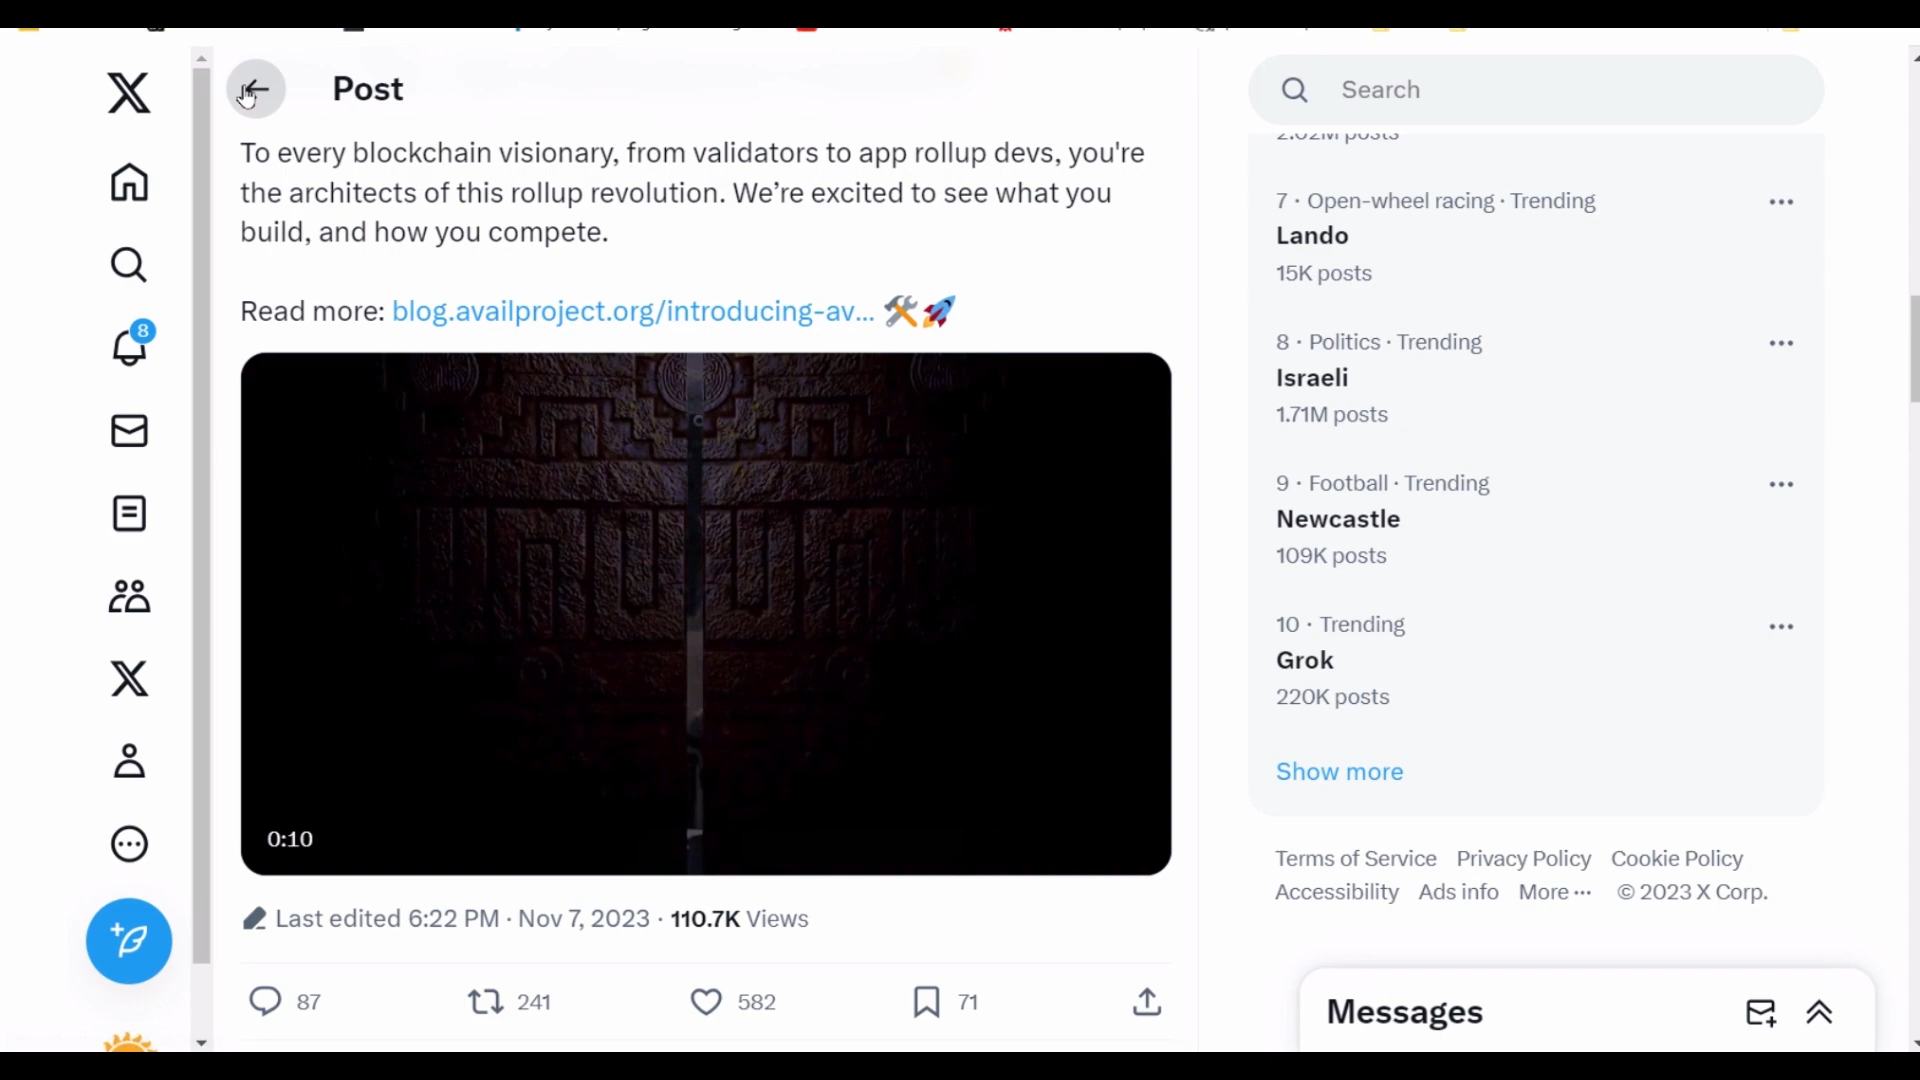 Post
To every blockchain visionary, from validators to app rollup devs, you're
the architects of this rollup revolution. We’re excited to see what you
build, and how you compete.
Read more: blog.availproject.org/introducing-av... 🛠️🚀
0:10
Last edited 6:22 PM · Nov 7, 2023 · 110.7K Views
87
241
582
71
8
Search
7 · Open-wheel racing · Trending
Lando
15K posts
8 · Politics · Trending
Israeli
1.71M posts
9 · Football · Trending
Newcastle
109K posts
10 · Trending
Grok
220K posts
Show more
Terms of Service Privacy Policy Cookie Policy
Accessibility Ads info More ··· © 2023 X Corp.
Messages